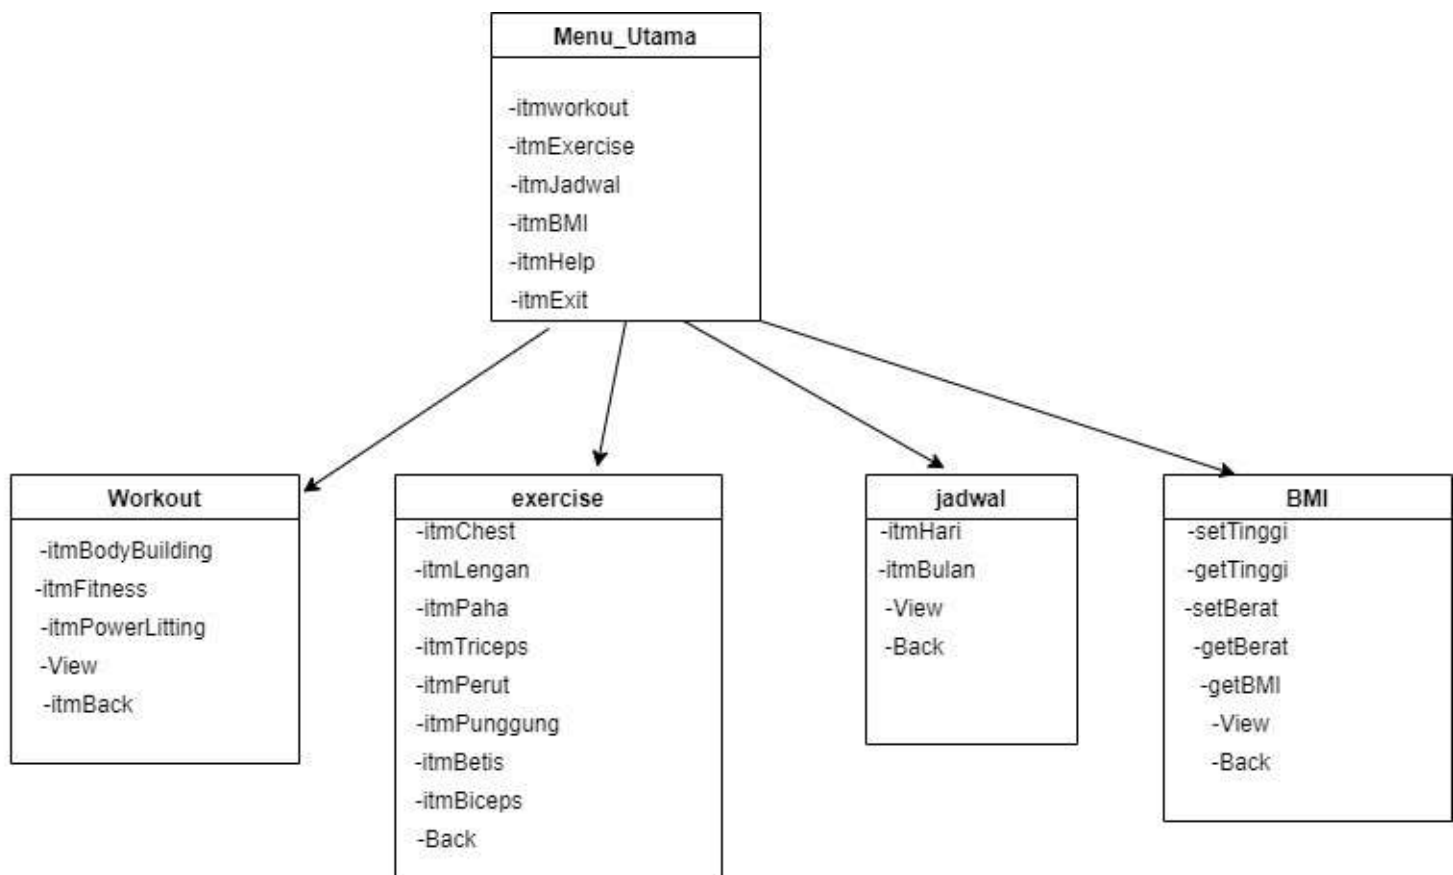 Menu_Utama
-itmworkout
-itmExercise
-itmJadwal
-itmBMI
-itmHelp
-itmExit
Workout
-itmBodyBuilding
-itmFitness
-itmPowerLitting
-View
-itmBack
exercise
-itmChest
-itmLengan
-itmPaha
-itmTriceps
-itmPerut
-itmPunggung
-itmBetis
-itmBiceps
-Back
jadwal
-itmHari
-itmBulan
-View
-Back
BMI
-setTinggi
-getTinggi
-setBerat
-getBerat
-getBMI
-View
-Back